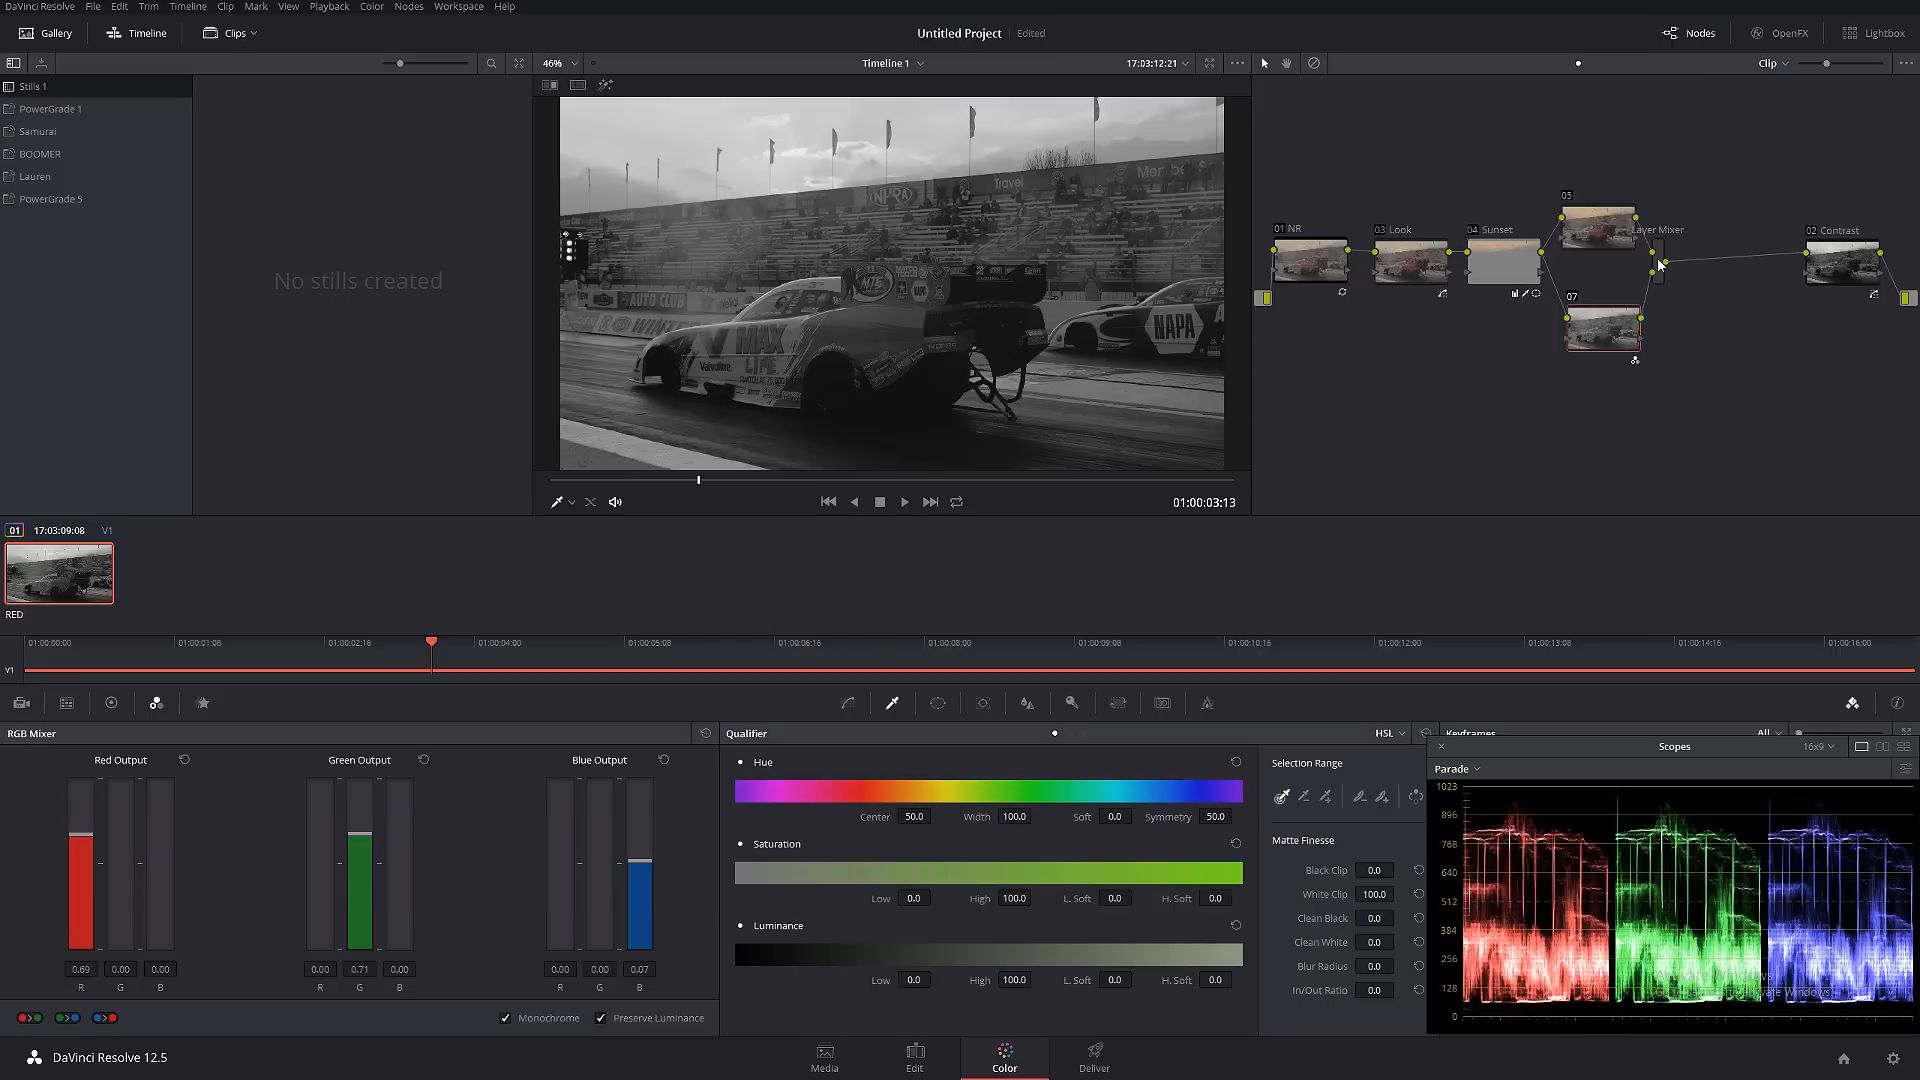 DaVinci Resolve File Edit Trim Timeline Clip Mark View Playback Color Nodes Workspace Help
Gallery Timeline Clips Untitled Project Edited Nodes OpenFX Lightbox
46% Timeline 1 17:03:12:21 Clip
Stills 1
PowerGrade 1
Samurai
BOOMER
Lauren
PowerGrade 5
No stills created
NHRA
Travel
AUTO CLUB
MTS
NAPA
MAX
LIFE
Valvoline
MOPAR
05
01 NR 03 Look 04 Sunset Layer Mixer 02 Contrast
07
01:00:03:13
01 17:03:09:08 V1
RED
01:00:00:00 01:00:01:08 01:00:02:16 01:00:04:00 01:00:05:08 01:00:06:16 01:00:08:00 01:00:09:08 01:00:10:16 01:00:12:00 01:00:13:08 01:00:14:16 01:00:16:00
V1
RGB Mixer Qualifier HSL Keyframes All
Red Output Green Output Blue Output
0.69 0.00 0.00 0.00 0.71 0.00 0.00 0.00 0.07
R G B R G B R G B
Monochrome Preserve Luminance
Hue
Center 50.0 Width 100.0 Soft 0.0 Symmetry 50.0
Saturation
Low 0.0 High 100.0 L. Soft 0.0 H. Soft 0.0
Luminance
Low 0.0 High 100.0 L. Soft 0.0 H. Soft 0.0
Selection Range
Matte Finesse
Black Clip 0.0
White Clip 100.0
Clean Black 0.0
Clean White 0.0
Blur Radius 0.0
In/Out Ratio 0.0
Scopes 16x9
Parade
1023
896
768
640
512
384
256
128
0
DaVinci Resolve 12.5
Media Edit Color Deliver